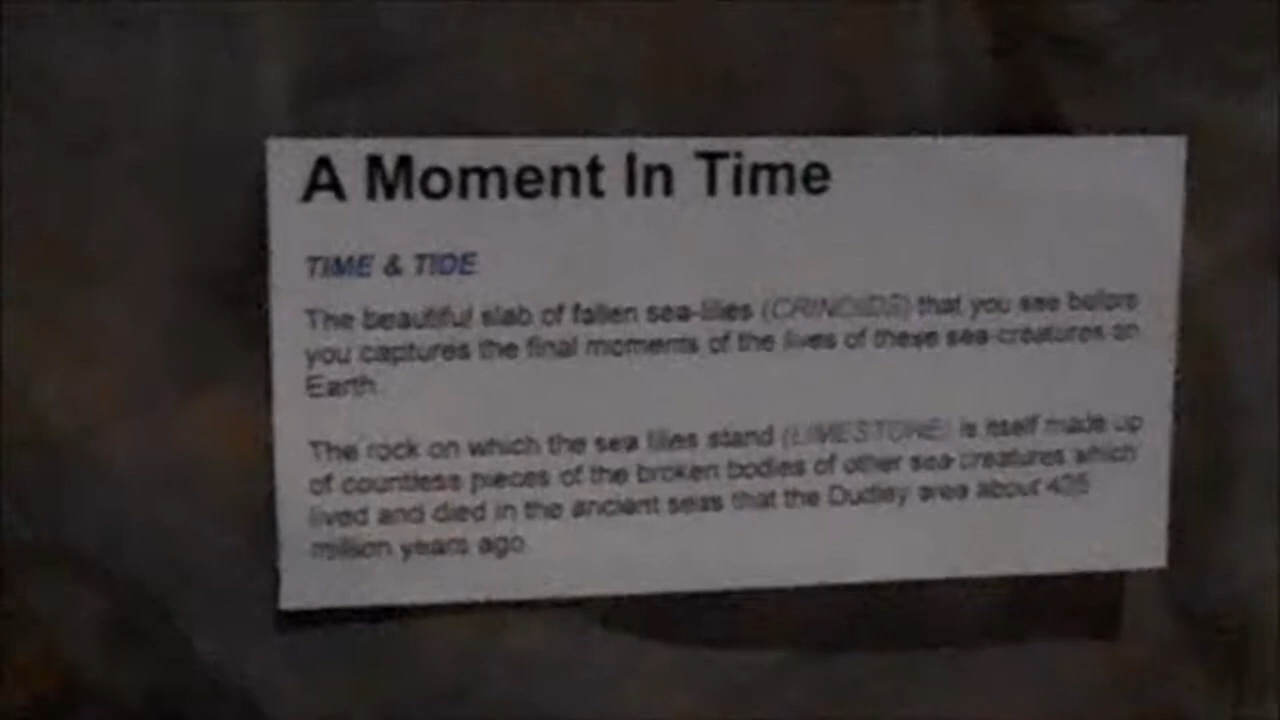 A Moment In Time
TIME & TIDE
The beautiful slab of fallen sea-lilies (CRINOIDS) that you see before
you captures the final moments of the lives of these sea-creatures on
Earth.
The rock on which the sea lilies stand (LIMESTONE) is itself made up
of countless pieces of the broken bodies of other sea-creatures which
lived and died in the ancient seas that the Dudley area about
million years ago